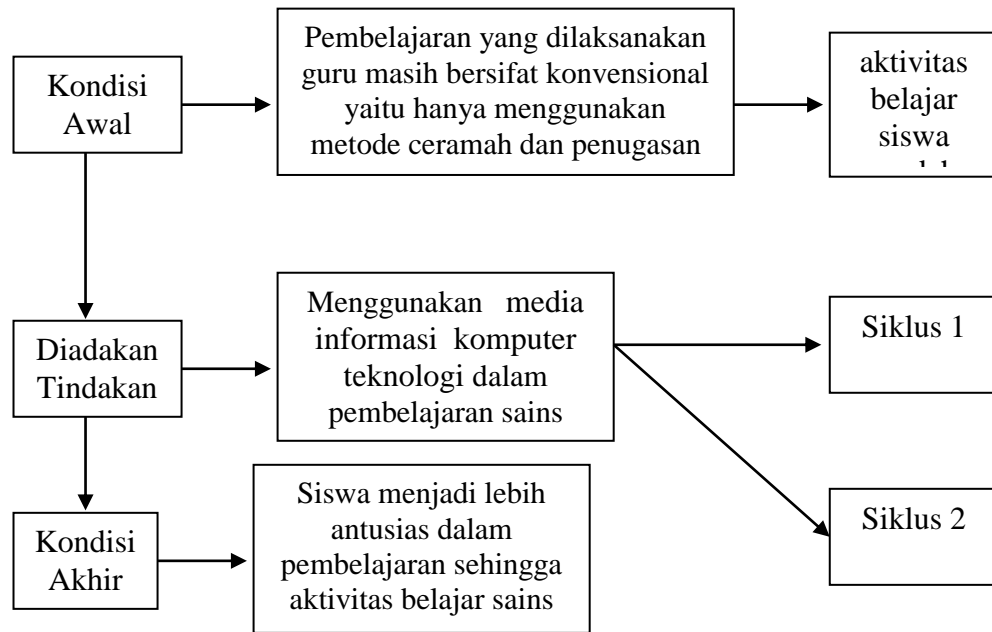 Kondisi
Awal
Pembelajaran yang dilaksanakan
guru masih bersifat konvensional
yaitu hanya menggunakan
metode ceramah dan penugasan
aktivitas
belajar
siswa
Diadakan
Tindakan
Menggunakan media
informasi komputer
teknologi dalam
pembelajaran sains
Siklus 1
Siklus 2
Kondisi
Akhir
Siswa menjadi lebih
antusias dalam
pembelajaran sehingga
aktivitas belajar sains